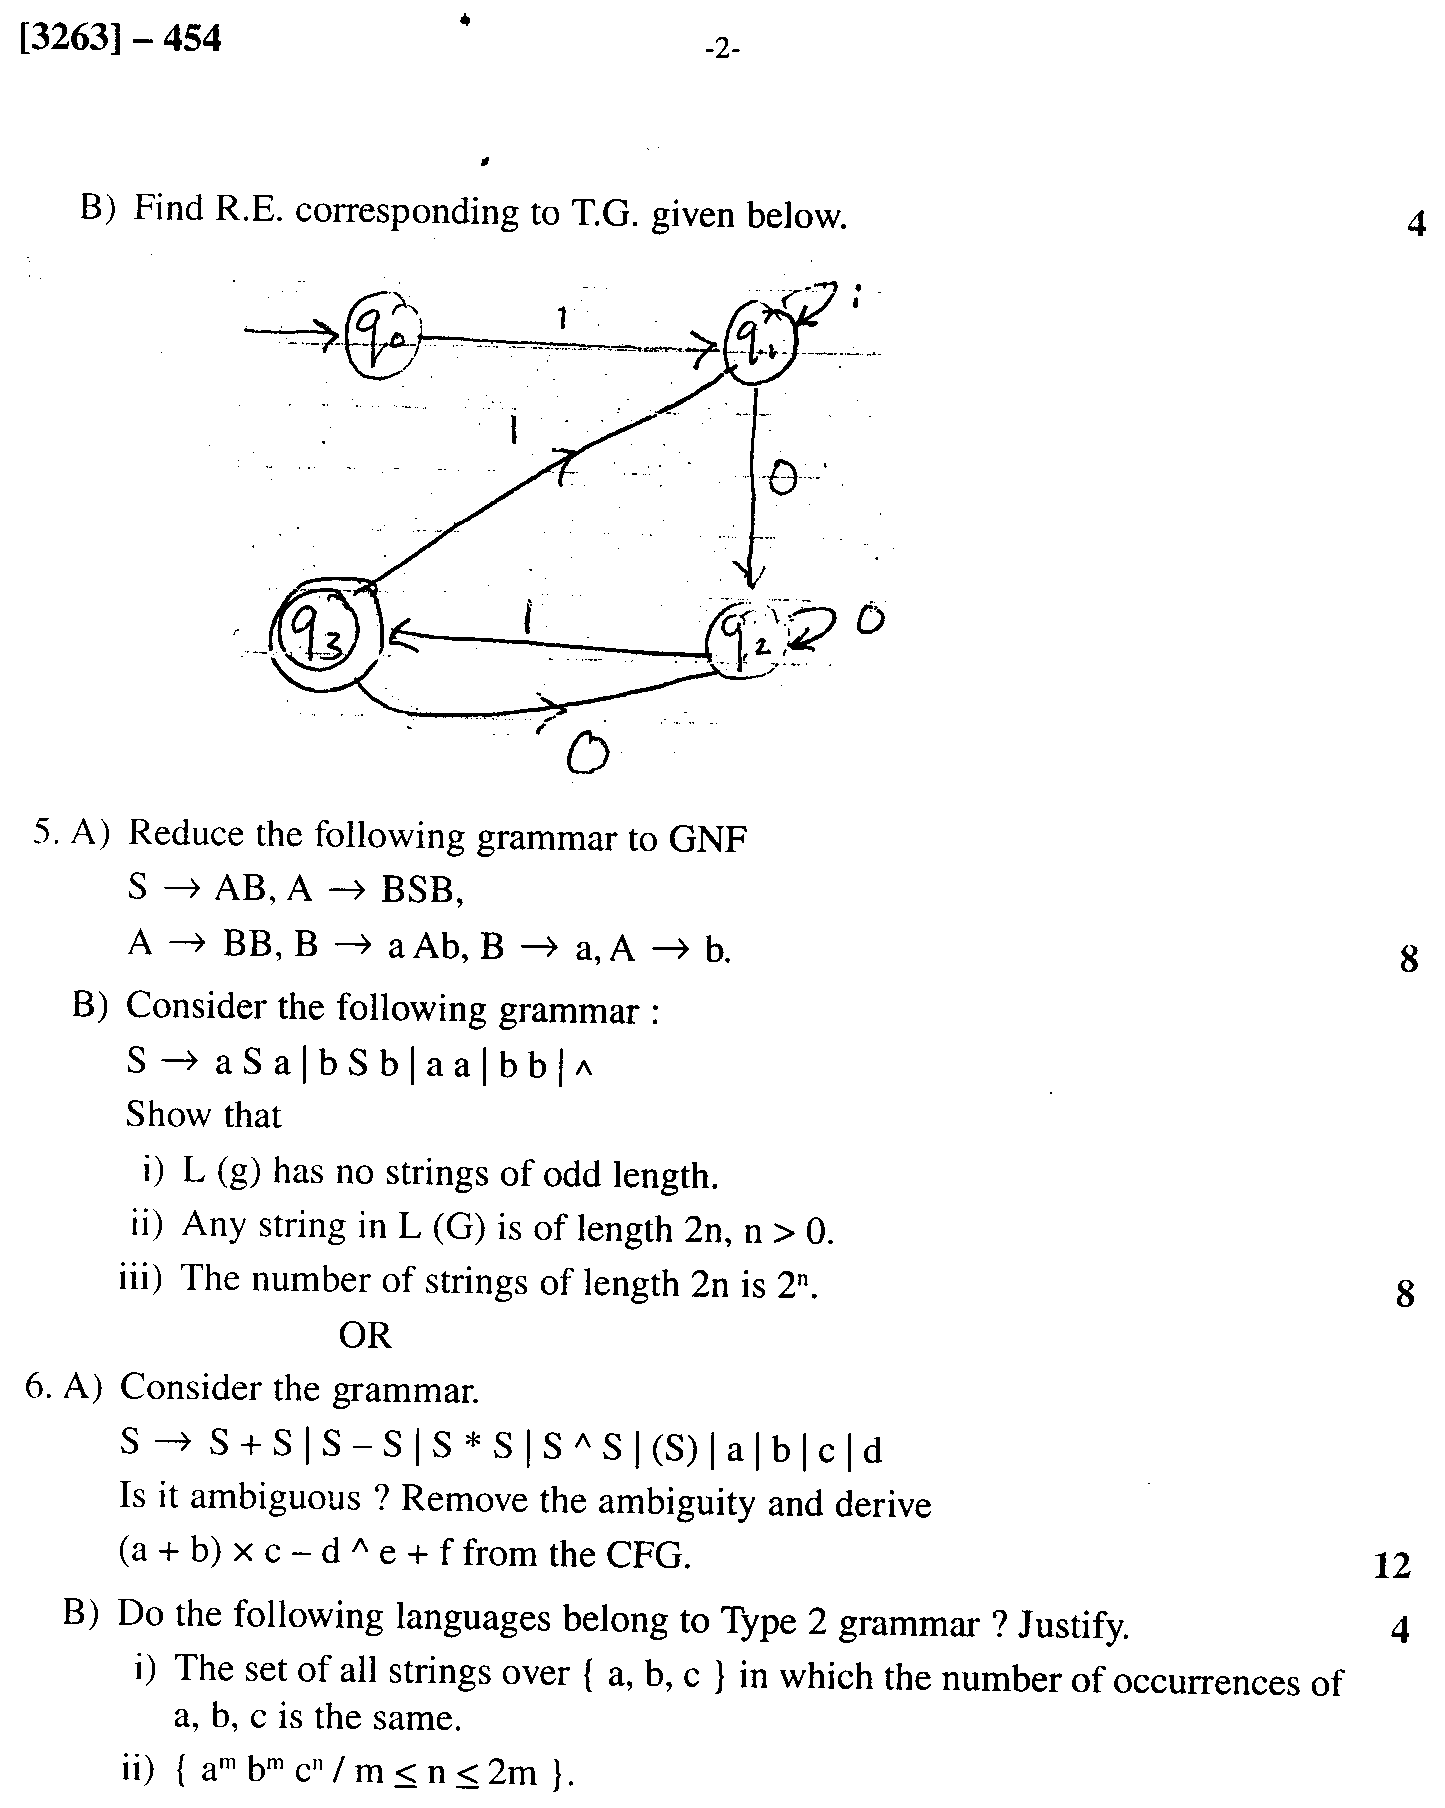 [3263] – 454
-2-
B) Find R.E. corresponding to T.G. given below.
4
q0
1
q1
1
0
q3
1
q2
0
0
5. A) Reduce the following grammar to GNF
S → AB, A → BSB,
A → BB, B → a Ab, B → a, A → b.
8
B) Consider the following grammar :
S → a S a | b S b | a a | b b | ^
Show that
i) L (g) has no strings of odd length.
ii) Any string in L (G) is of length 2n, n > 0.
iii) The number of strings of length 2n is 2ⁿ.
8
OR
6. A) Consider the grammar.
S → S + S | S – S | S * S | S ^ S | (S) | a | b | c | d
Is it ambiguous ? Remove the ambiguity and derive
(a + b) × c – d ^ e + f from the CFG.
12
B) Do the following languages belong to Type 2 grammar ? Justify.
4
i) The set of all strings over { a, b, c } in which the number of occurrences of
a, b, c is the same.
ii) { aᵐ bᵐ cⁿ / m ≤ n ≤ 2m }.